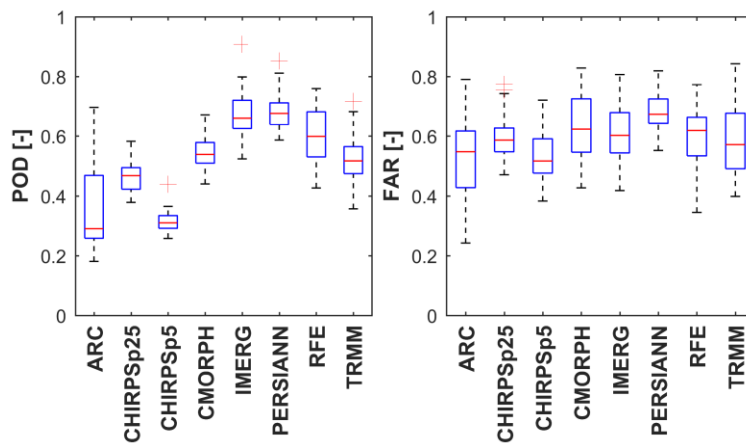 POD [-]
1
0.8
0.6
0.4
0.2
0
ARC
CHIRPSp25
CHIRPSp5
CMORPH
IMERG
PERSIANN
RFE
TRMM
FAR [-]
1
0.8
0.6
0.4
0.2
0
ARC
CHIRPSp25
CHIRPSp5
CMORPH
IMERG
PERSIANN
RFE
TRMM